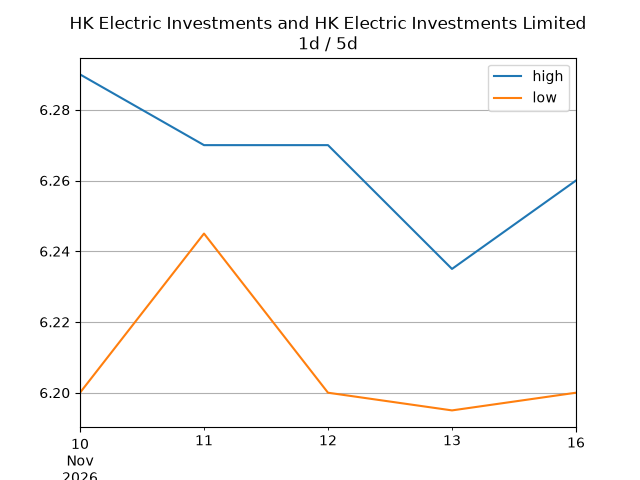 HK Electric Investments and HK Electric Investments Limited
1d / 5d
high
low
6.28
6.26
6.24
6.22
6.20
10
11
12
13
16
Nov
2026